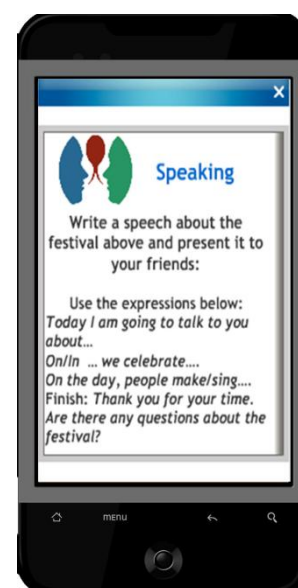 X
Speaking
Write a speech about the
festival above and present it to
your friends:
Use the expressions below:
Today I am going to talk to you
about...
On/In ... we celebrate....
On the day, people make/sing....
Finish: Thank you for your time.
Are there any questions about the
festival?
menu